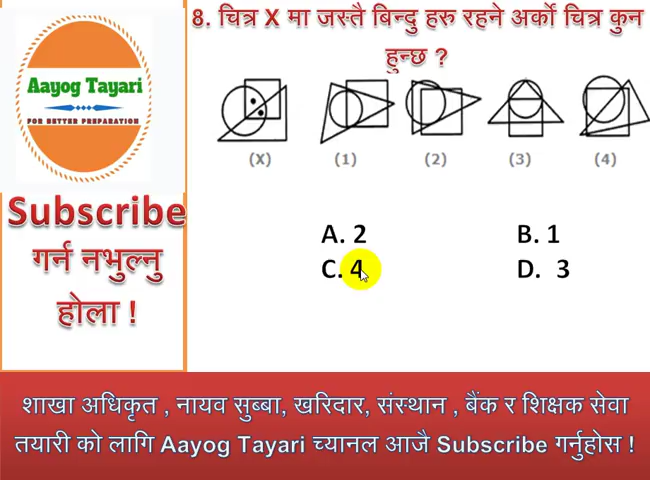 8. चित्र X मा जस्तै बिन्दु हरु रहने अर्को चित्र कुन
हुन्छ ?
Aayog Tayari
FOR BETTER PREPARATION
(X) (1) (2) (3) (4)
Subscribe
गर्न नभुल्नु
होला !
A. 2 B. 1
C. 4 D. 3
शाखा अधिकृत , नायव सुब्बा, खरिदार, संस्थान , बैंक र शिक्षक सेवा
तयारी को लागि Aayog Tayari च्यानल आजै Subscribe गर्नुहोस !